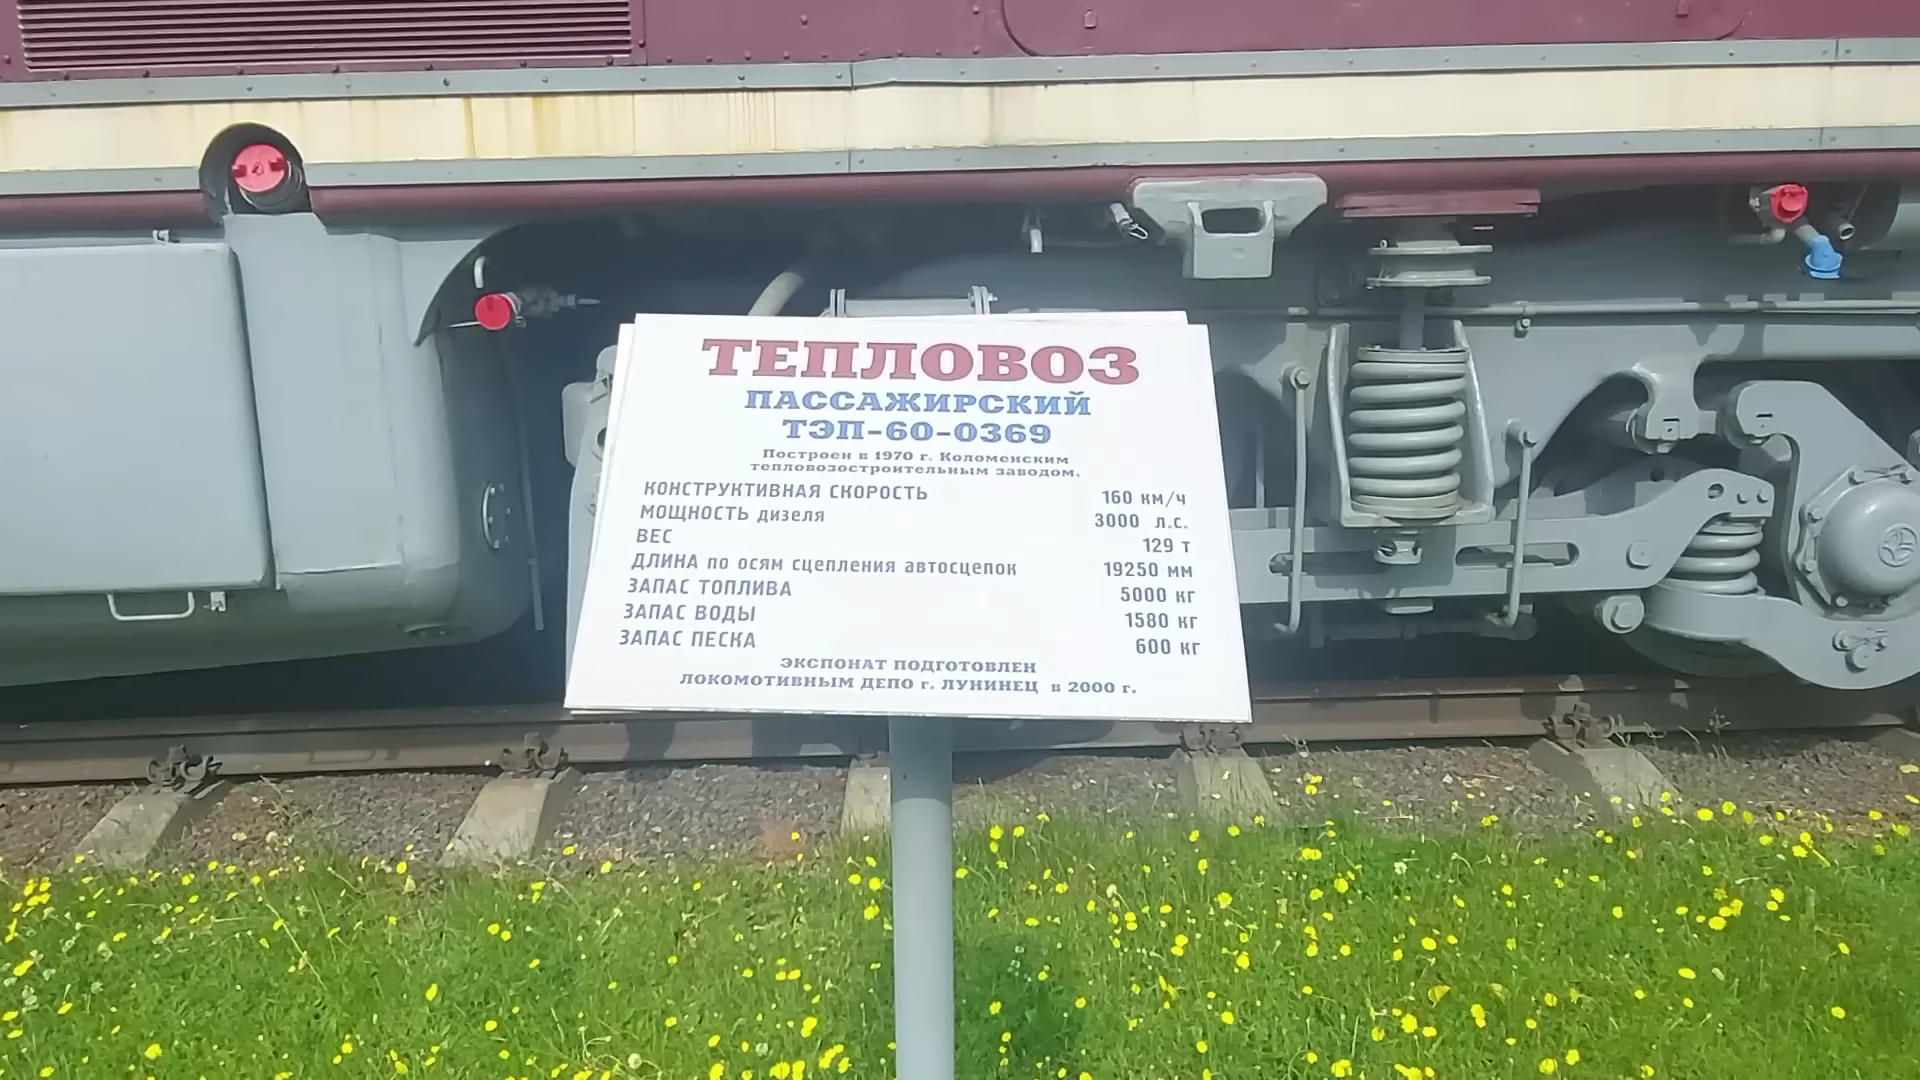 ТЕПЛОВОЗ
ПАССАЖИРСКИЙ
ТЭП-60-0369
Построен в 1970 г. Коломенским
тепловозостроительным заводом.
КОНСТРУКТИВНАЯ СКОРОСТЬ 160 км/ч
МОЩНОСТЬ дизеля 3000 л.с.
ВЕС 129 т
ДЛИНА по осям сцепления автосцепок 19250 мм
ЗАПАС ТОПЛИВА 5000 кг
ЗАПАС ВОДЫ 1580 кг
ЗАПАС ПЕСКА 600 кг
ЭКСПОНАТ ПОДГОТОВЛЕН
ЛОКОМОТИВНЫМ ДЕПО г. ЛУНИНЕЦ в 2000 г.